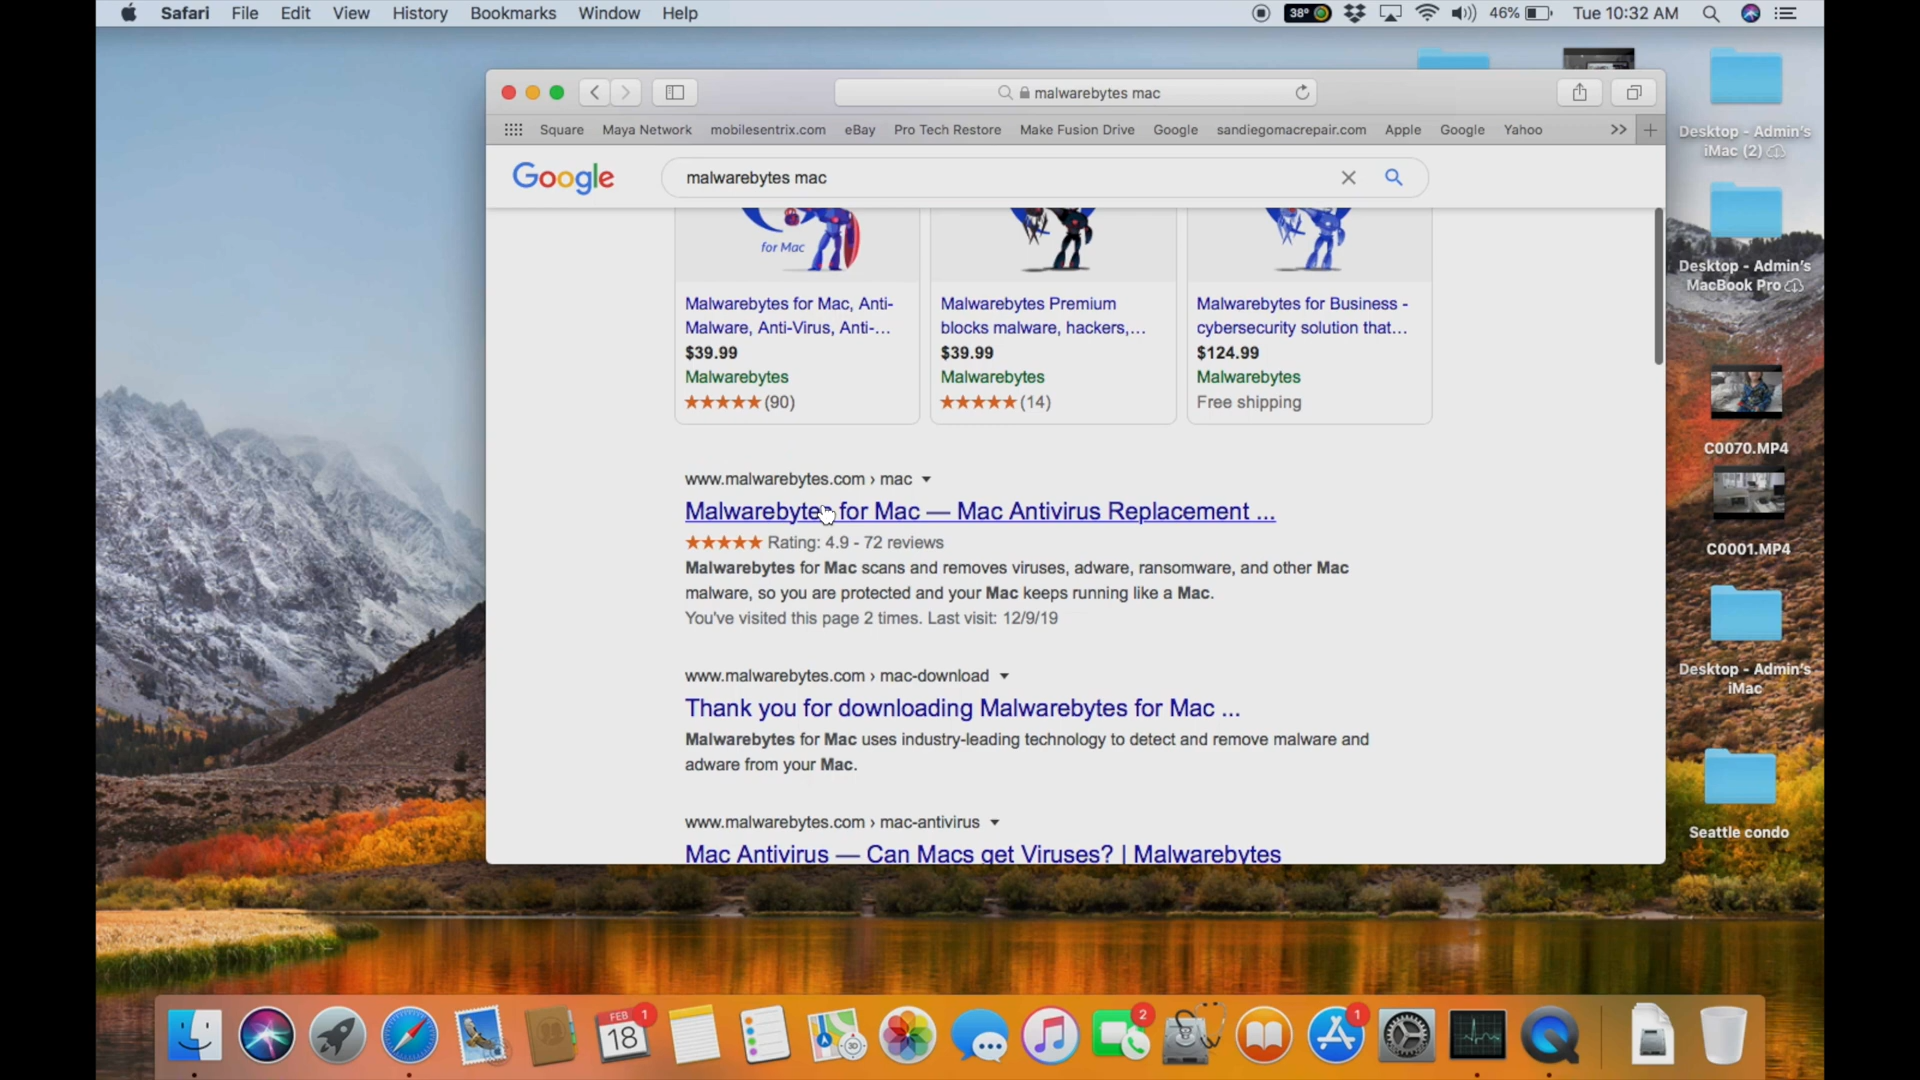 Safari File Edit View History Bookmarks Window Help
38° 46% Tue 10:32 AM
malwarebytes mac
Square Maya Network mobilesentrix.com eBay Pro Tech Restore Make Fusion Drive Google sandiegomacrepair.com Apple Google Yahoo >> +
Google malwarebytes mac
for Mac
Malwarebytes for Mac, Anti-
Malware, Anti-Virus, Anti-...
$39.99
Malwarebytes
(90)
Malwarebytes Premium
blocks malware, hackers,...
$39.99
Malwarebytes
(14)
Malwarebytes for Business -
cybersecurity solution that...
$124.99
Malwarebytes
Free shipping
www.malwarebytes.com › mac
Malwarebytes for Mac — Mac Antivirus Replacement ...
Rating: 4.9 - 72 reviews
Malwarebytes for Mac scans and removes viruses, adware, ransomware, and other Mac
malware, so you are protected and your Mac keeps running like a Mac.
You've visited this page 2 times. Last visit: 12/9/19
www.malwarebytes.com › mac-download
Thank you for downloading Malwarebytes for Mac ...
Malwarebytes for Mac uses industry-leading technology to detect and remove malware and
adware from your Mac.
www.malwarebytes.com › mac-antivirus
Mac Antivirus — Can Macs get Viruses? | Malwarebytes
Desktop - Admin's
iMac (2)
Desktop - Admin's
MacBook Pro
C0070.MP4
C0001.MP4
Desktop - Admin's
iMac
Seattle condo
FEB
18
1
3D
2
1